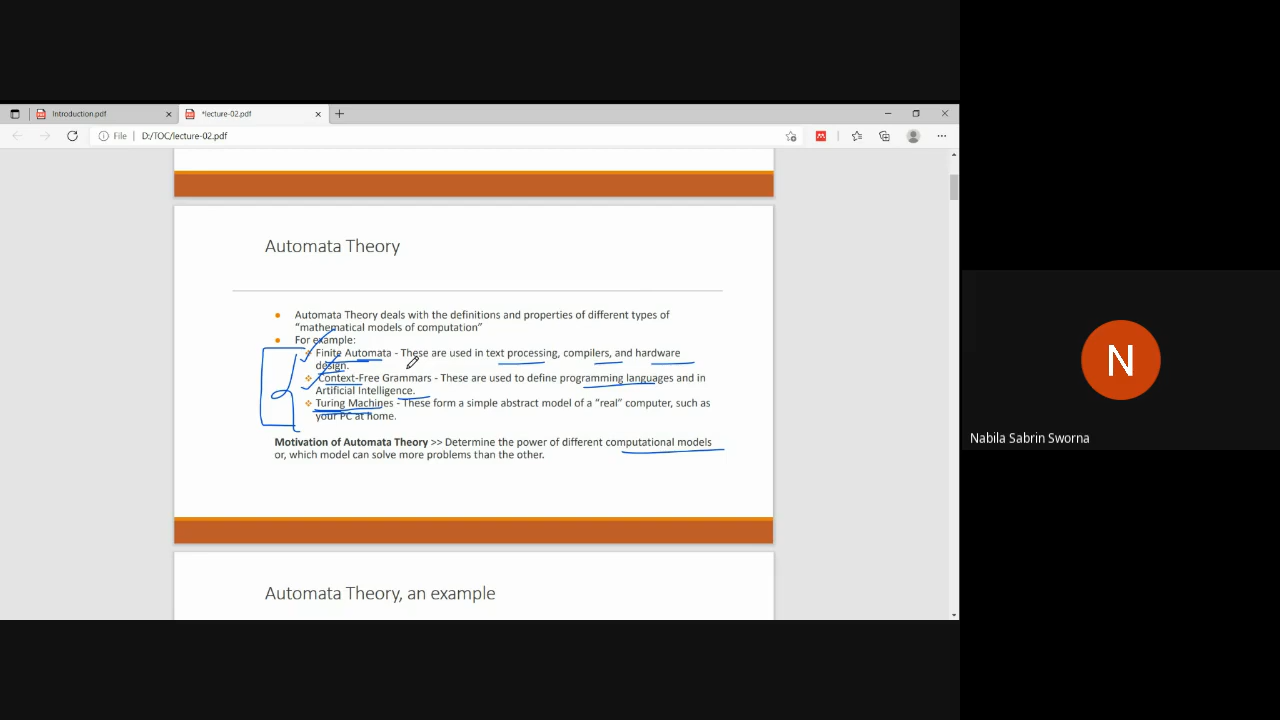 Introduction.pdf
*lecture-02.pdf
File D:/TOC/lecture-02.pdf
Automata Theory
Automata Theory deals with the definitions and properties of different types of
“mathematical models of computation”
For example:
Finite Automata - These are used in text processing, compilers, and hardware
design.
Context-Free Grammars - These are used to define programming languages and in
Artificial Intelligence.
Turing Machines - These form a simple abstract model of a “real” computer, such as
your PC at home.
Motivation of Automata Theory >> Determine the power of different computational models
or, which model can solve more problems than the other.
Automata Theory, an example
N
Nabila Sabrin Sworna